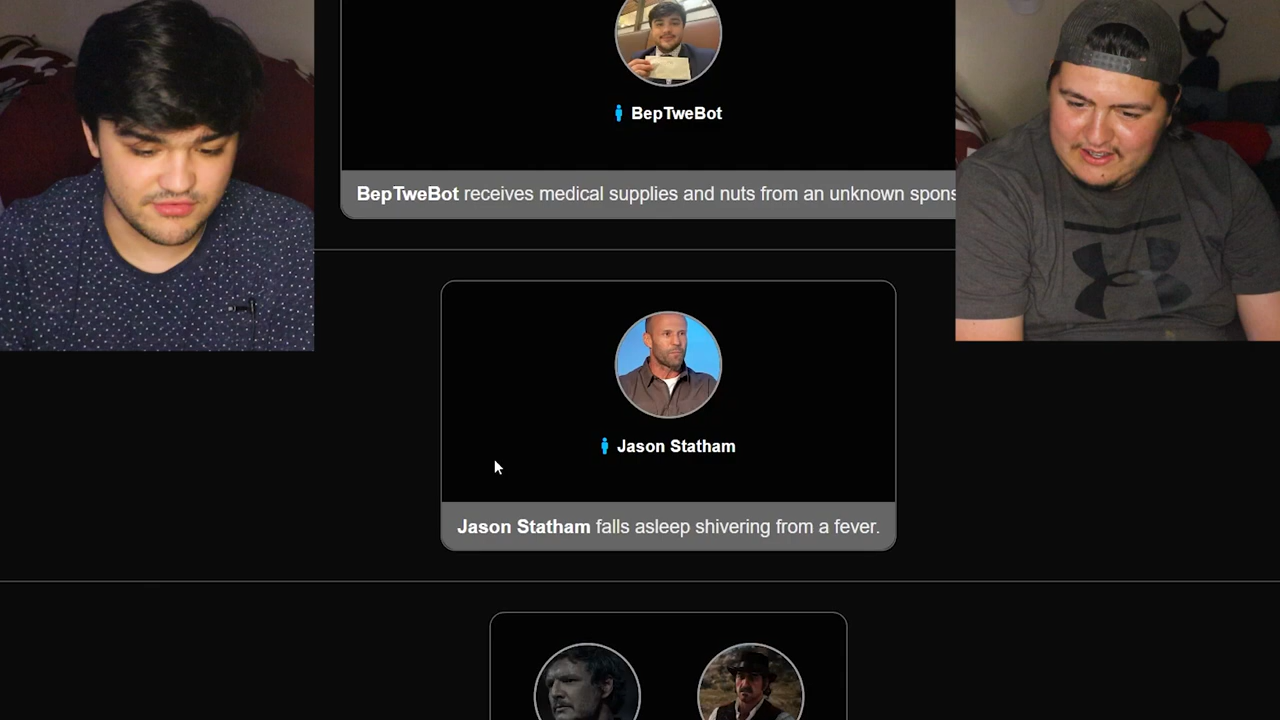 BepTweBot
BepTweBot receives medical supplies and nuts from an unknown spons
Jason Statham
Jason Statham falls asleep shivering from a fever.